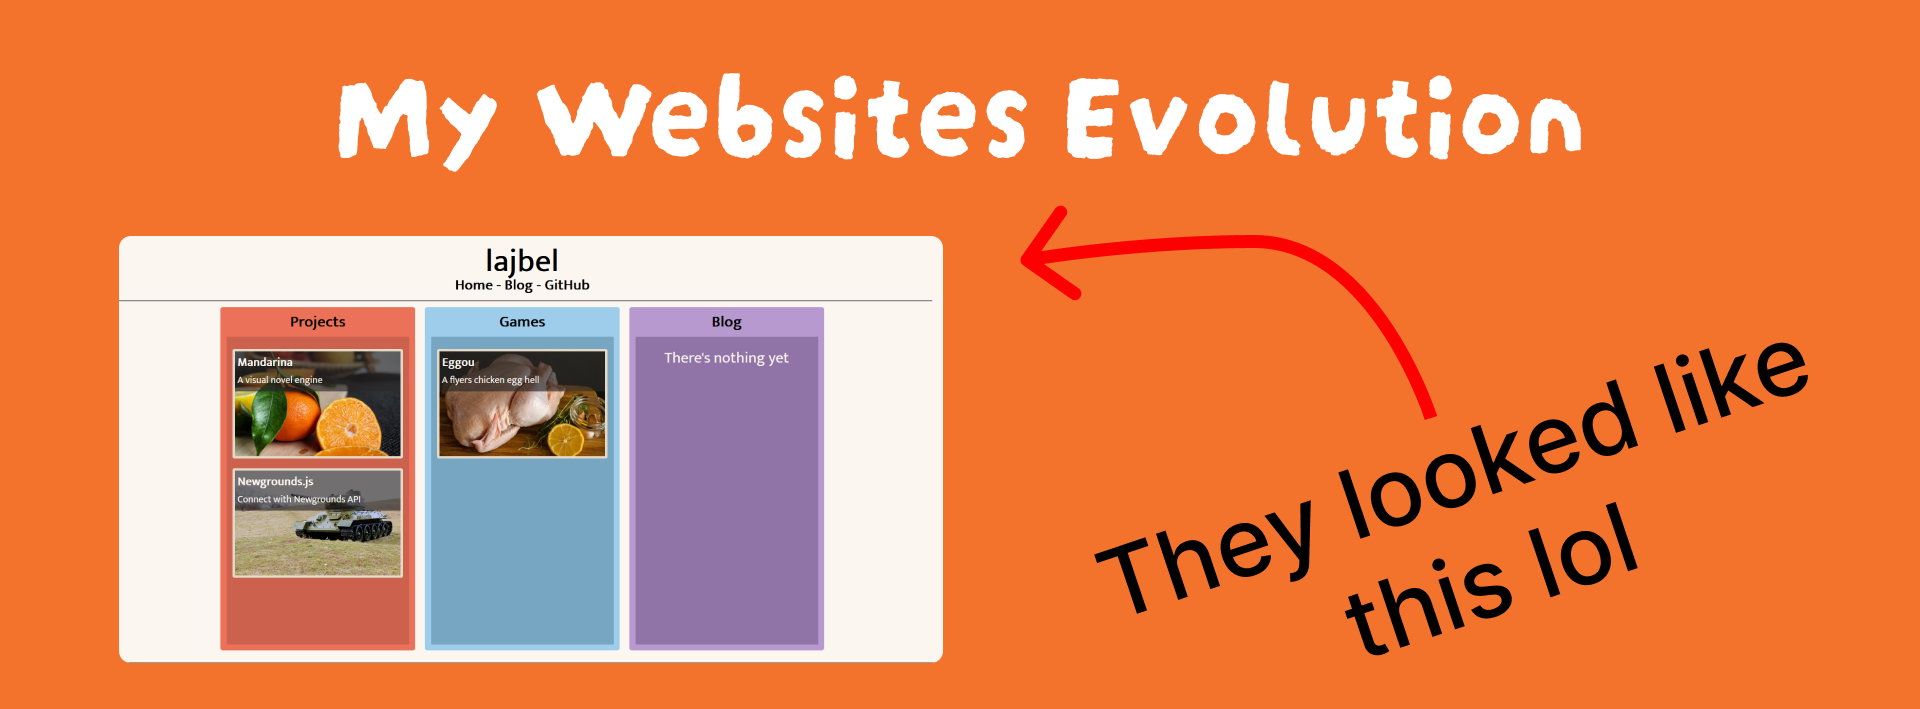 My Websites Evolution
lajbel
Home - Blog - GitHub
Projects
Mandarina
A visual novel engine
Newgrounds.js
Connect with Newgrounds API
Games
Eggou
A flyers chicken egg hell
Blog
There's nothing yet
They looked like
this lol